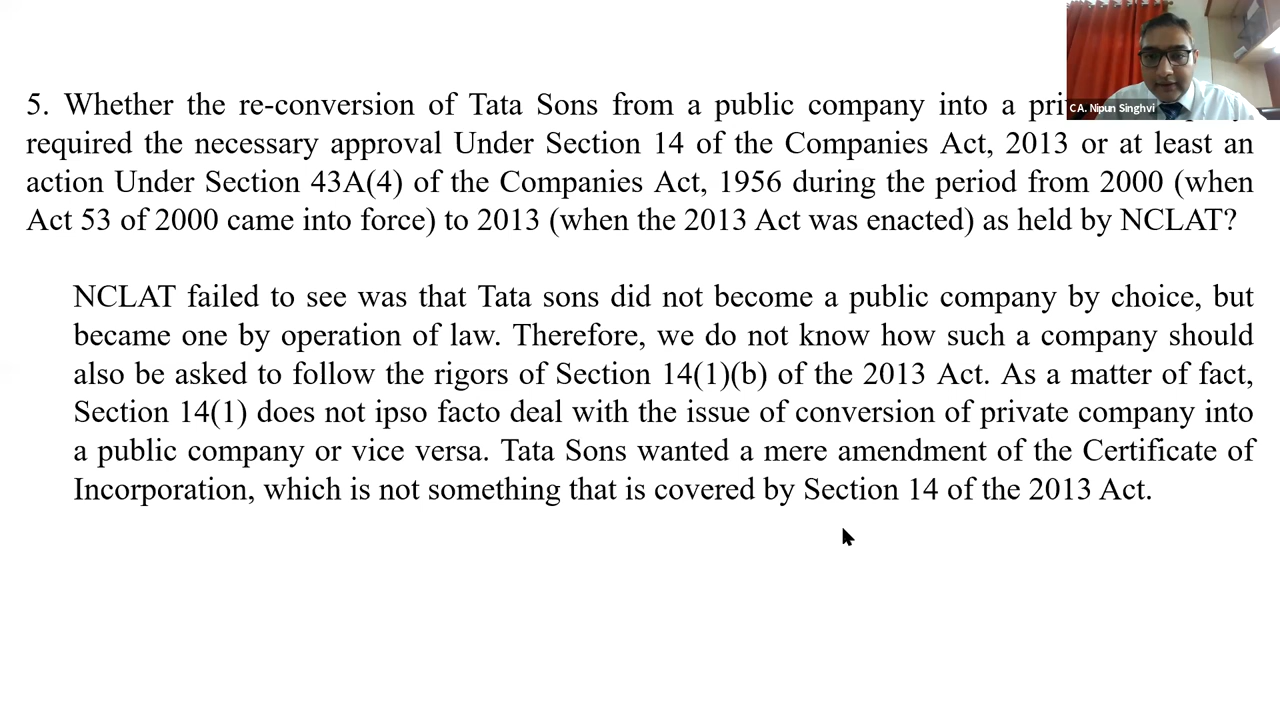 5. Whether the re-conversion of Tata Sons from a public company into a
CA. Nipun Singhvi
required the necessary approval Under Section 14 of the Companies Act, 2013 or at least an
action Under Section 43A(4) of the Companies Act, 1956 during the period from 2000 (when
Act 53 of 2000 came into force) to 2013 (when the 2013 Act was enacted) as held by NCLAT?
NCLAT failed to see was that Tata sons did not become a public company by choice, but
became one by operation of law. Therefore, we do not know how such a company should
also be asked to follow the rigors of Section 14(1)(b) of the 2013 Act. As a matter of fact,
Section 14(1) does not ipso facto deal with the issue of conversion of private company into
a public company or vice versa. Tata Sons wanted a mere amendment of the Certificate of
Incorporation, which is not something that is covered by Section 14 of the 2013 Act.